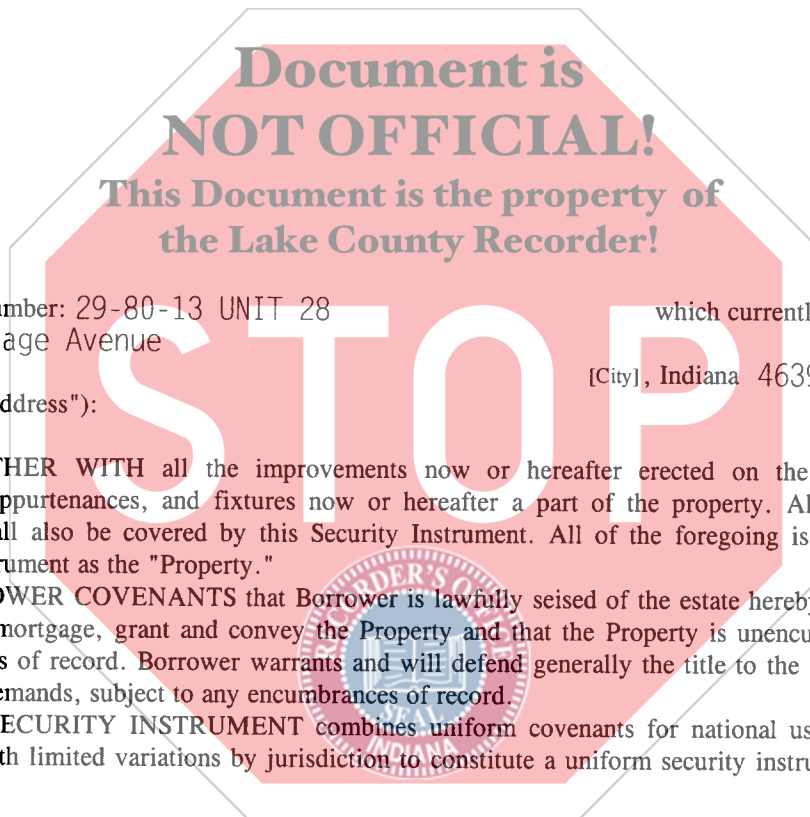 Document is
NOT OFFICIAL!
This Document is the property of
the Lake County Recorder!
STOP
mber: 29-80-13 UNIT 28 which currentl
age Avenue
[City], Indiana 4639
ddress"):
THER WITH all the improvements now or hereafter erected on the
ppurtenances, and fixtures now or hereafter a part of the property. Al
ll also be covered by this Security Instrument. All of the foregoing is
rument as the "Property."
OWER COVENANTS that Borrower is lawfully seised of the estate hereby
mortgage, grant and convey the Property and that the Property is unencu
s of record. Borrower warrants and will defend generally the title to the
emands, subject to any encumbrances of record.
ECURITY INSTRUMENT combines uniform covenants for national us
th limited variations by jurisdiction to constitute a uniform security instru
RECORDER'S OFFICE
SEAL
INDIANA